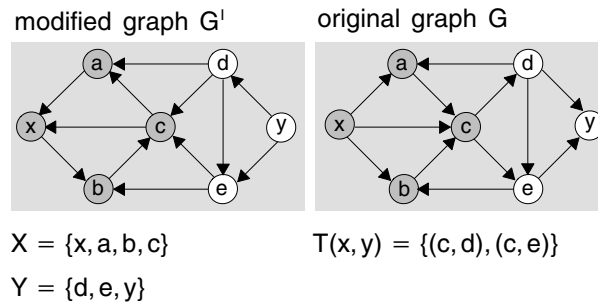 modified graph G'
original graph G
a
d
x
c
y
b
e
a
d
x
c
y
b
e
X = {x, a, b, c}
Y = {d, e, y}
T(x, y) = {(c, d), (c, e)}